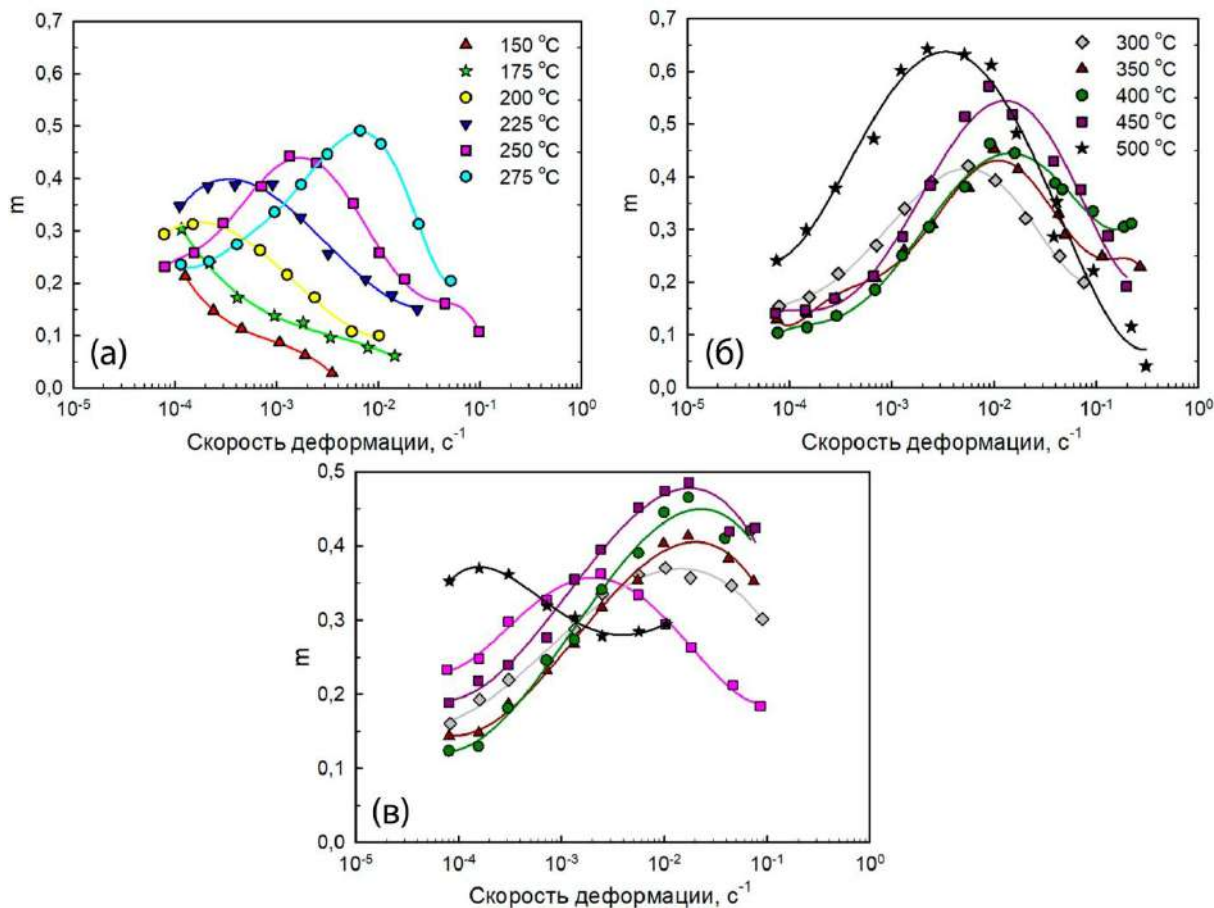 0,7
0,6
0,5
0,4
0,3
0,2
0,1
0,0
m
150 °C
175 °C
200 °C
225 °C
250 °C
275 °C
(а)
10⁻⁵ 10⁻⁴ 10⁻³ 10⁻² 10⁻¹ 10⁰
Скорость деформации, с⁻¹
0,7
0,6
0,5
0,4
0,3
0,2
0,1
0,0
m
300 °C
350 °C
400 °C
450 °C
500 °C
(б)
10⁻⁵ 10⁻⁴ 10⁻³ 10⁻² 10⁻¹ 10⁰
Скорость деформации, с⁻¹
0,5
0,4
0,3
0,2
0,1
0,0
m
(в)
10⁻⁵ 10⁻⁴ 10⁻³ 10⁻² 10⁻¹ 10⁰
Скорость деформации, с⁻¹